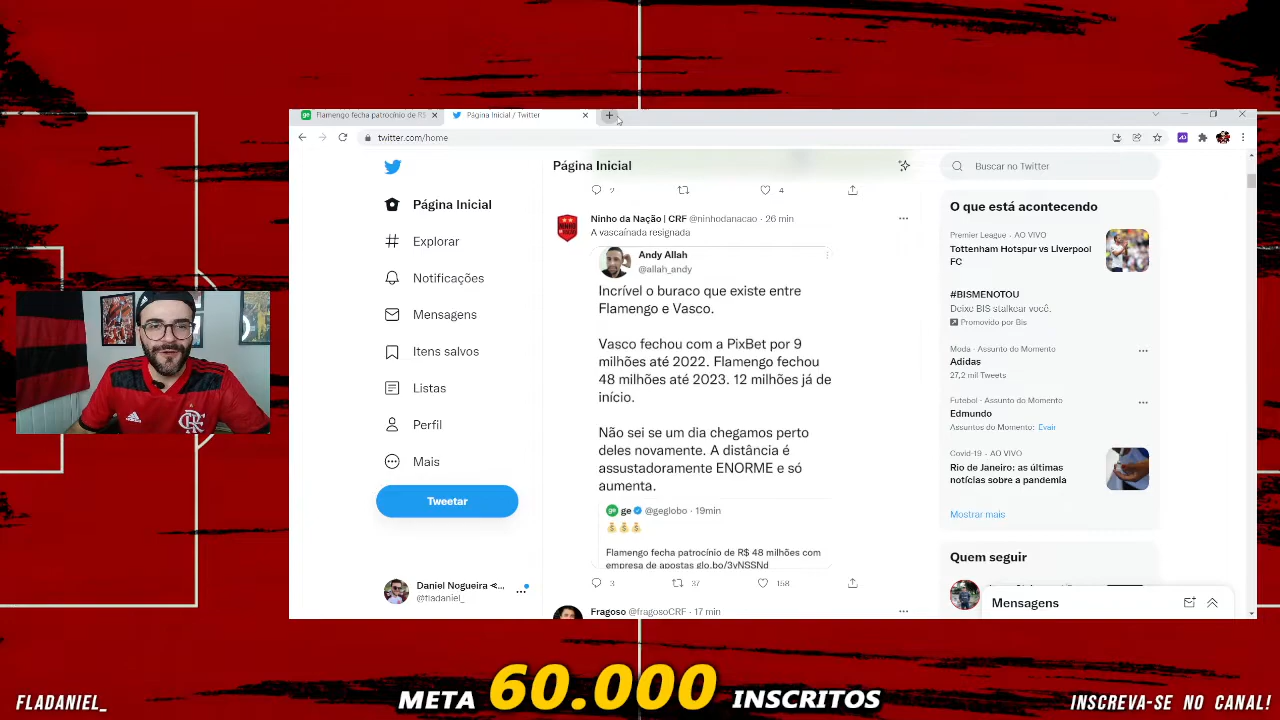 Flamengo fecha patrocínio de R$
Página Inicial / Twitter
twitter.com/home
Página Inicial
Buscar no Twitter
Página Inicial
Explorar
Notificações
Mensagens
Itens salvos
Listas
Perfil
Mais
Tweetar
Daniel Nogueira
@fladaniel_
2
4
Ninho da Nação | CRF @ninhodanacao · 26 min
A vascaínada resignada
Andy Allah
@allah_andy
Incrível o buraco que existe entre
Flamengo e Vasco.
Vasco fechou com a PixBet por 9
milhões até 2022. Flamengo fechou
48 milhões até 2023. 12 milhões já de
início.
Não sei se um dia chegamos perto
deles novamente. A distância é
assustadoramente ENORME e só
aumenta.
ge @geglobo · 19min
Flamengo fecha patrocínio de R$ 48 milhões com
empresa de apostas glo.bo/3yNSSNd
3
37
158
Fragoso @fragosoCRF · 17 min
O que está acontecendo
Premier League · AO VIVO
Tottenham Hotspur vs Liverpool
FC
#BISMENOTOU
Deixe BIS stalkear você.
Promovido por Bis
Moda · Assunto do Momento
Adidas
27,2 mil Tweets
Futebol · Assunto do Momento
Edmundo
Assuntos do Momento: Evair
Covid-19 · AO VIVO
Rio de Janeiro: as últimas
notícias sobre a pandemia
Mostrar mais
Quem seguir
Mensagens
FLADANIEL_
META 60.000 INSCRITOS
INSCREVA-SE NO CANAL!